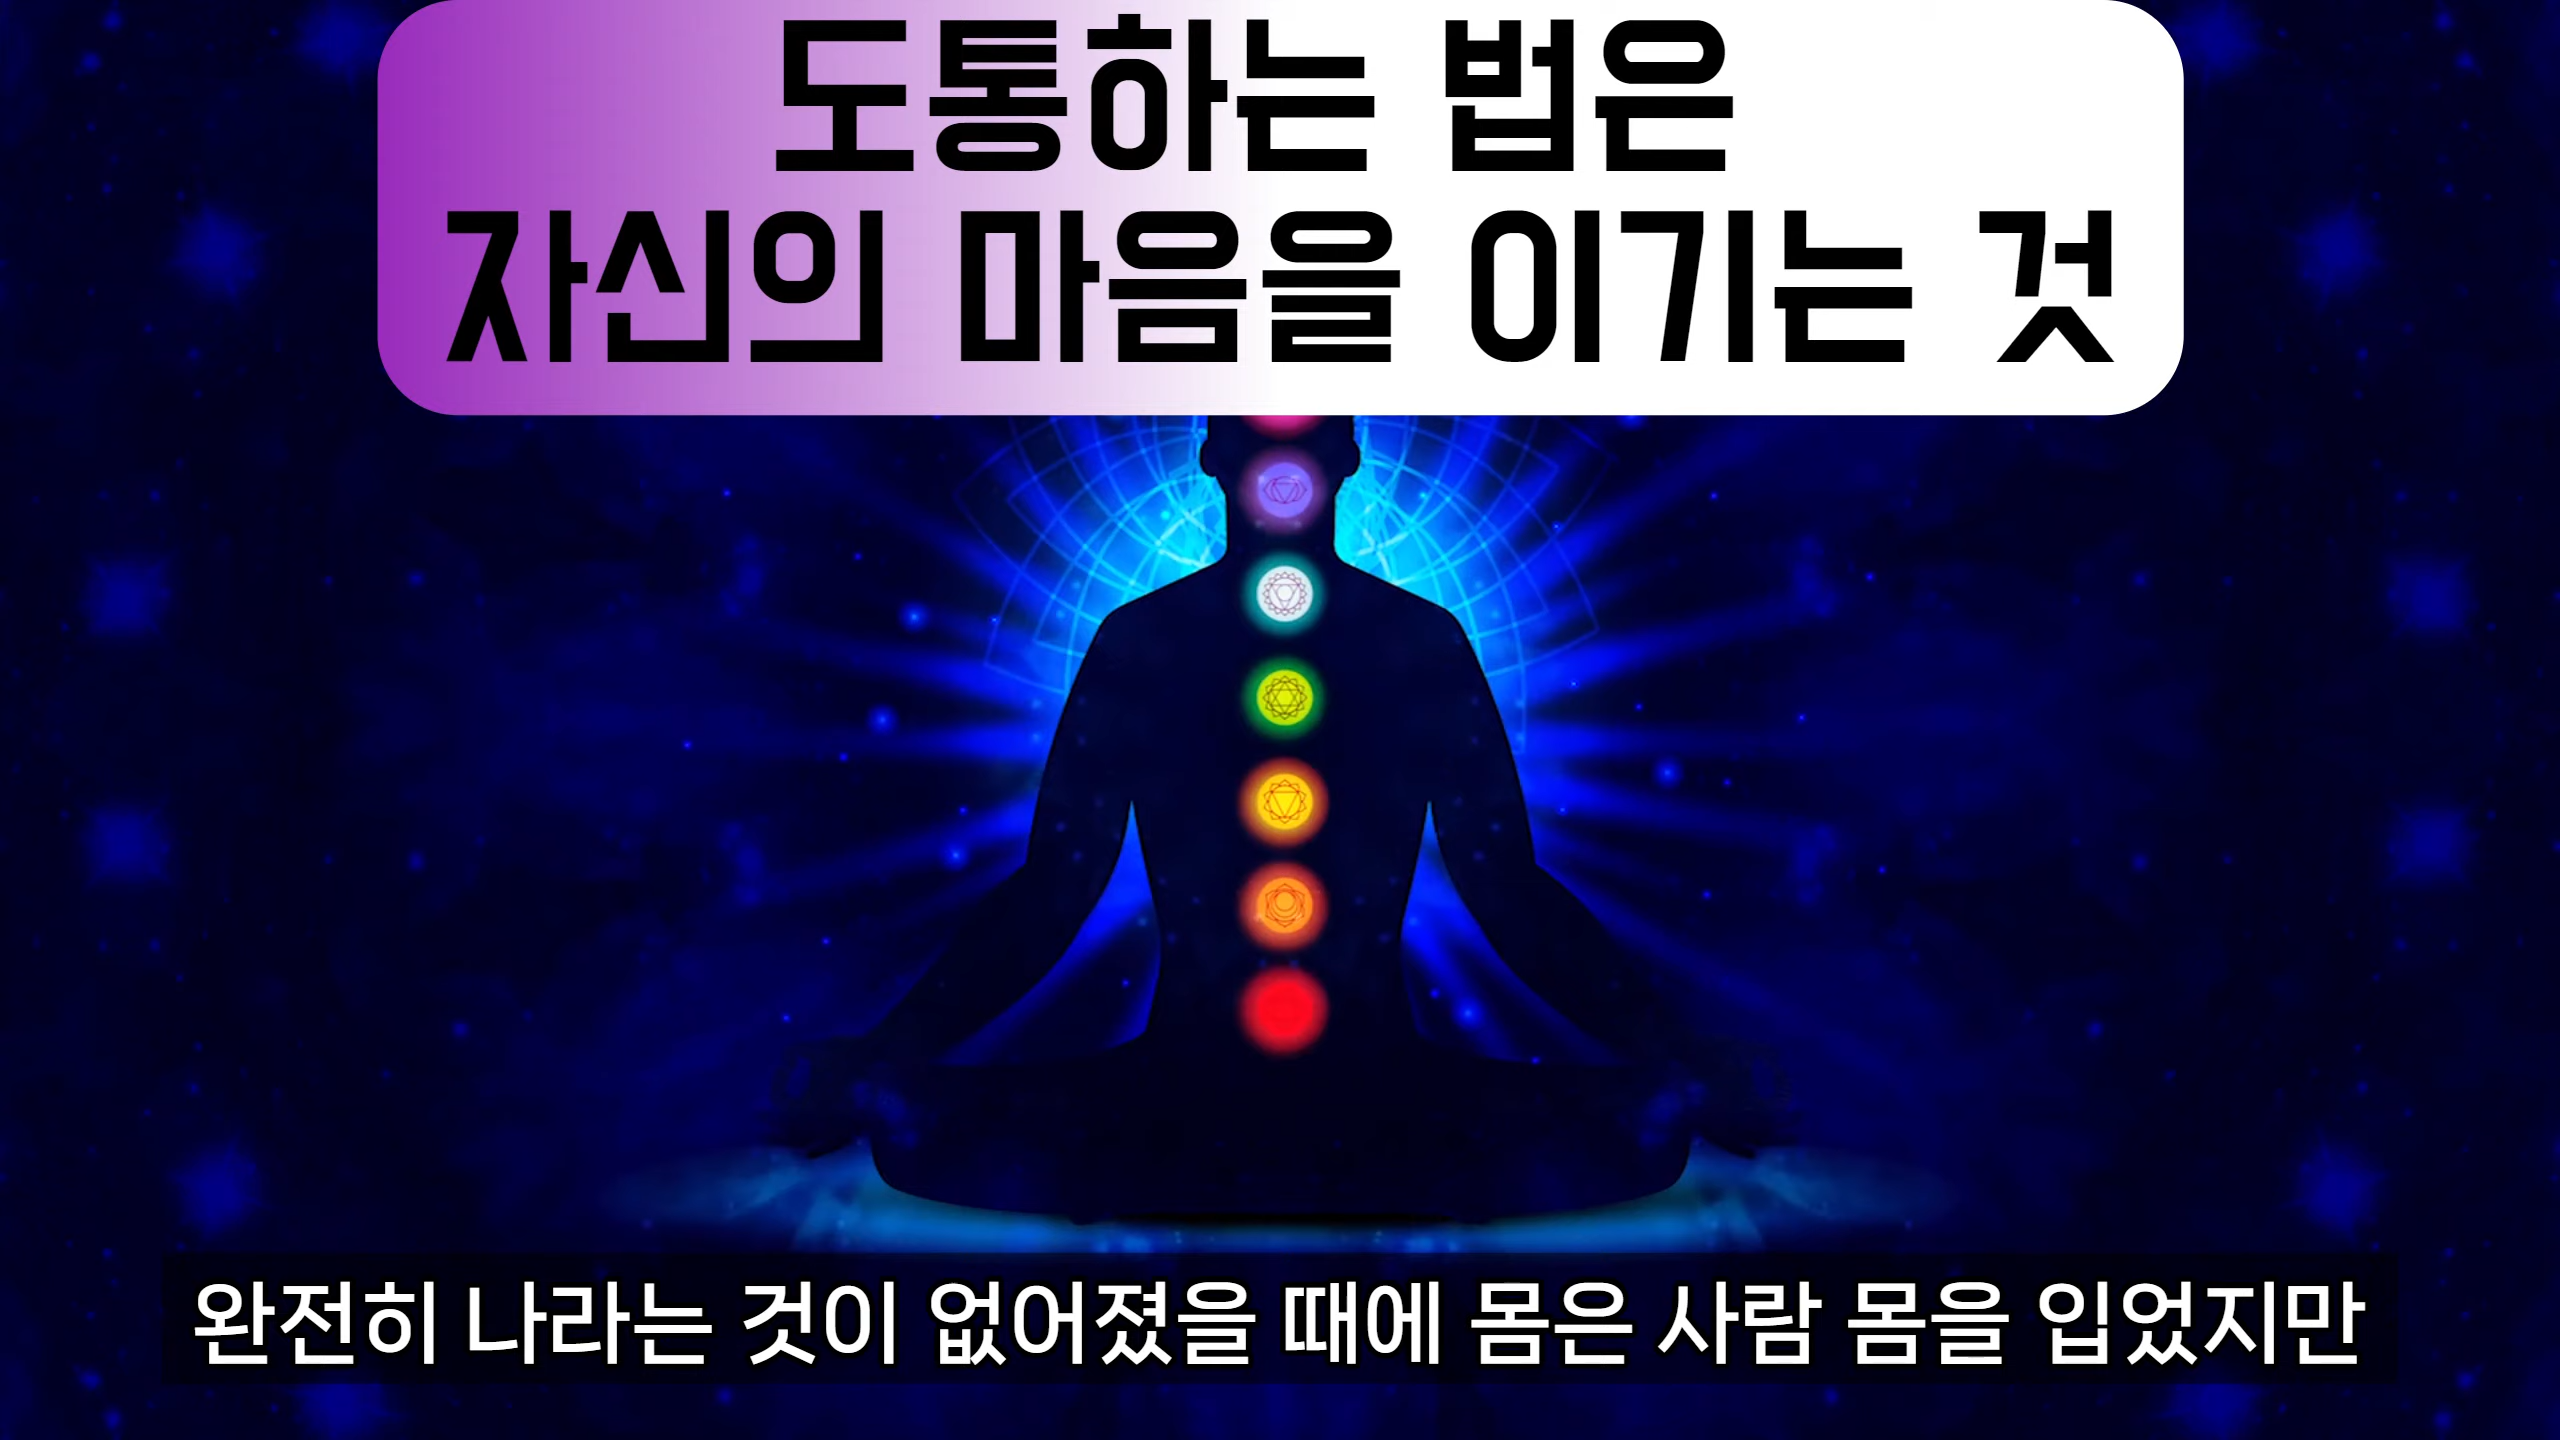 도통하는 법은
자신의 마음을 이기는 것
완전히 나라는 것이 없어졌을 때에 몸은 사람 몸을 입었지만